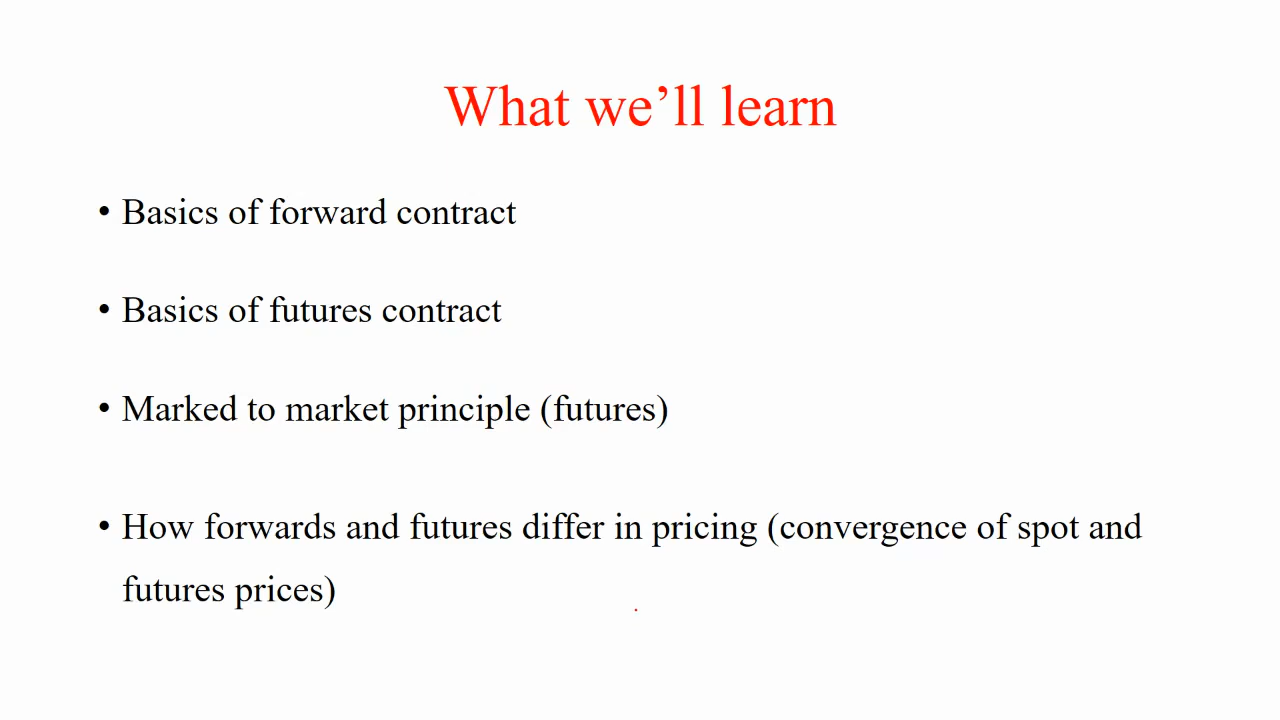 What we’ll learn
• Basics of forward contract
• Basics of futures contract
• Marked to market principle (futures)
• How forwards and futures differ in pricing (convergence of spot and
futures prices)